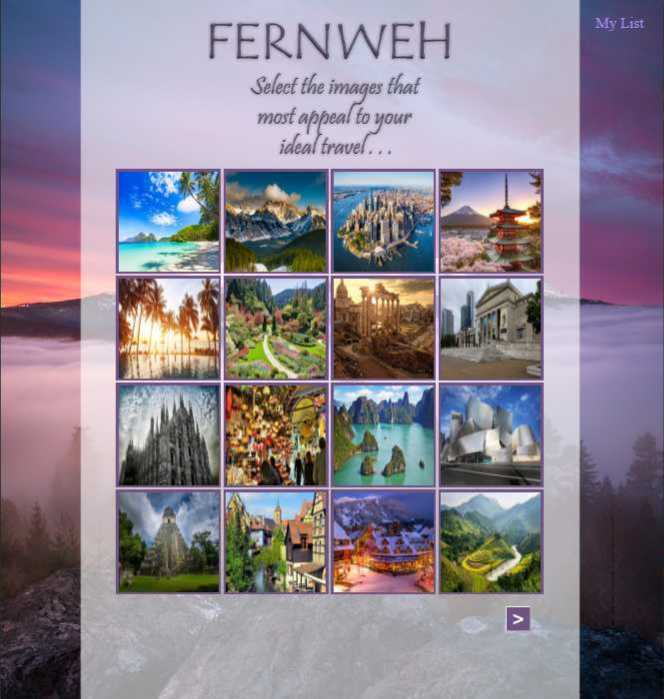 My List
FERNWEH
Select the images that
most appeal to your
ideal travel . . .
>